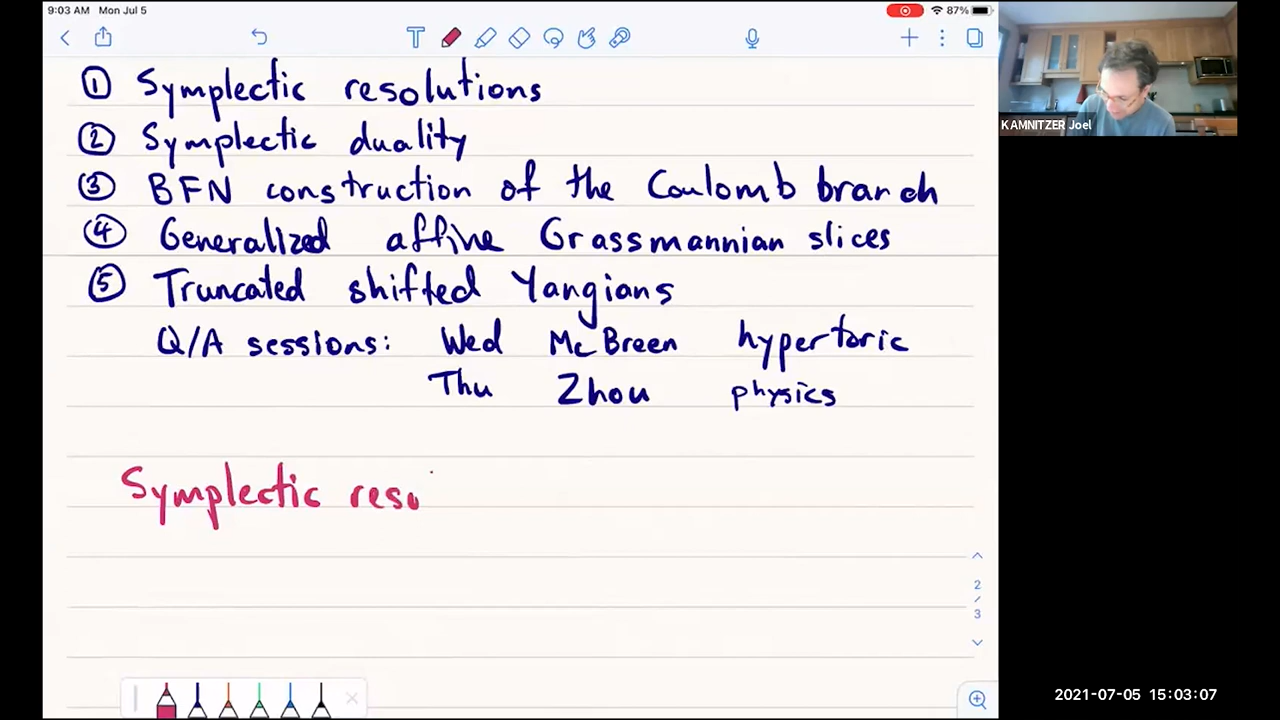 9:03 AM Mon Jul 5
87%
① Symplectic resolutions
② Symplectic duality
③ BFN construction of the Coulomb branch
④ Generalized affine Grassmannian slices
⑤ Truncated shifted Yangians
Q/A sessions: Wed McBreen hypertoric
Thu Zhou physics
Symplectic reso
2
3
KAMNITZER Joel
2021-07-05 15:03:07